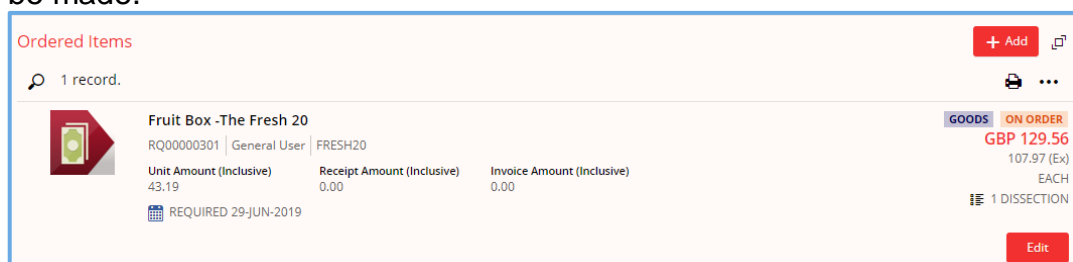 be made.
Ordered Items
+ Add
1 record.
Fruit Box -The Fresh 20
GOODS ON ORDER
RQ00000301 General User FRESH20
GBP 129.56
107.97 (Ex)
Unit Amount (Inclusive) Receipt Amount (Inclusive) Invoice Amount (Inclusive)
EACH
43.19 0.00 0.00
1 DISSECTION
REQUIRED 29-JUN-2019
Edit